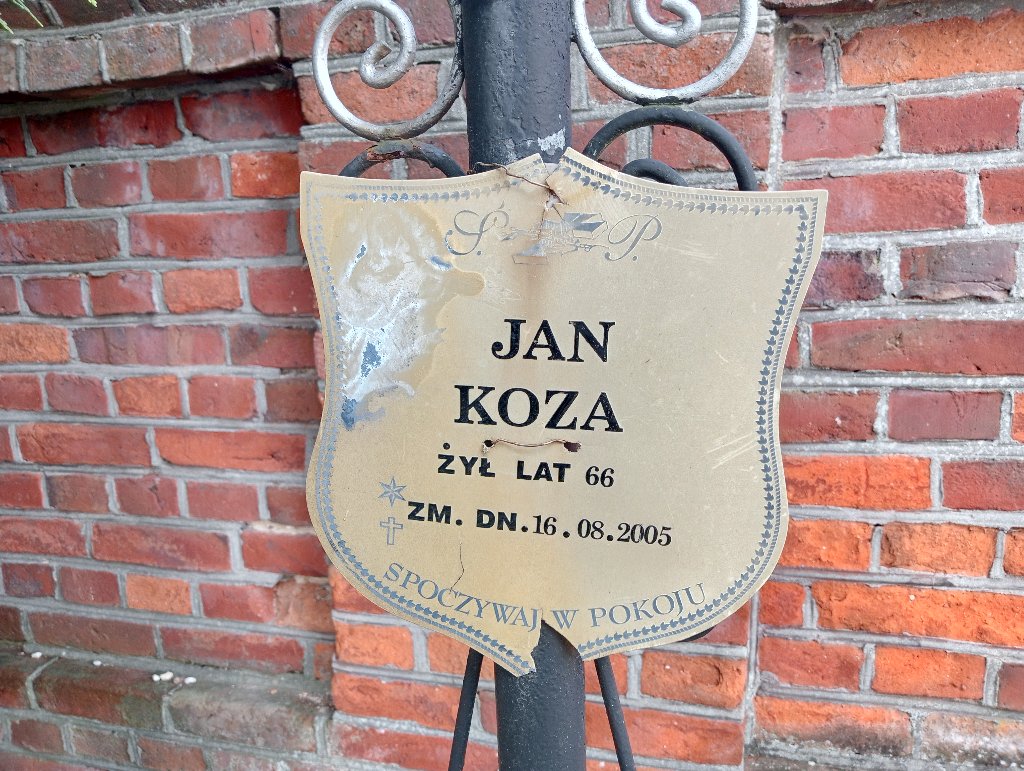 Ś. P.
JAN
KOZA
ŻYŁ LAT 66
ZM. DN. 16.08.2005
SPOCZYWAJ W POKOJU